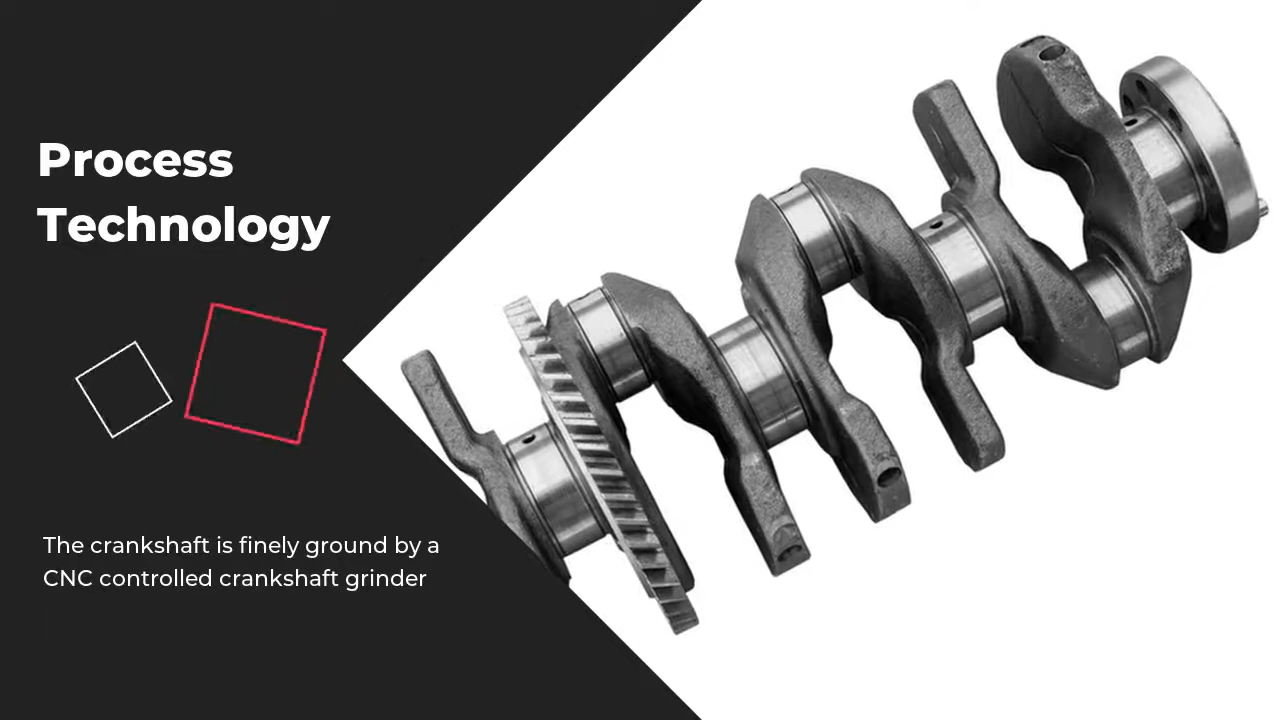 Process
Technology
The crankshaft is finely ground by a
CNC controlled crankshaft grinder